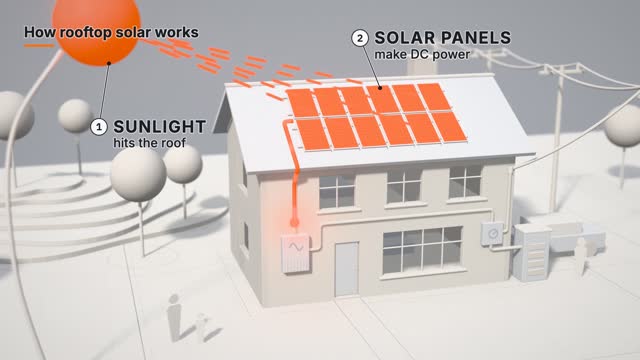 How rooftop solar works
2 SOLAR PANELS
make DC power
1 SUNLIGHT
hits the roof